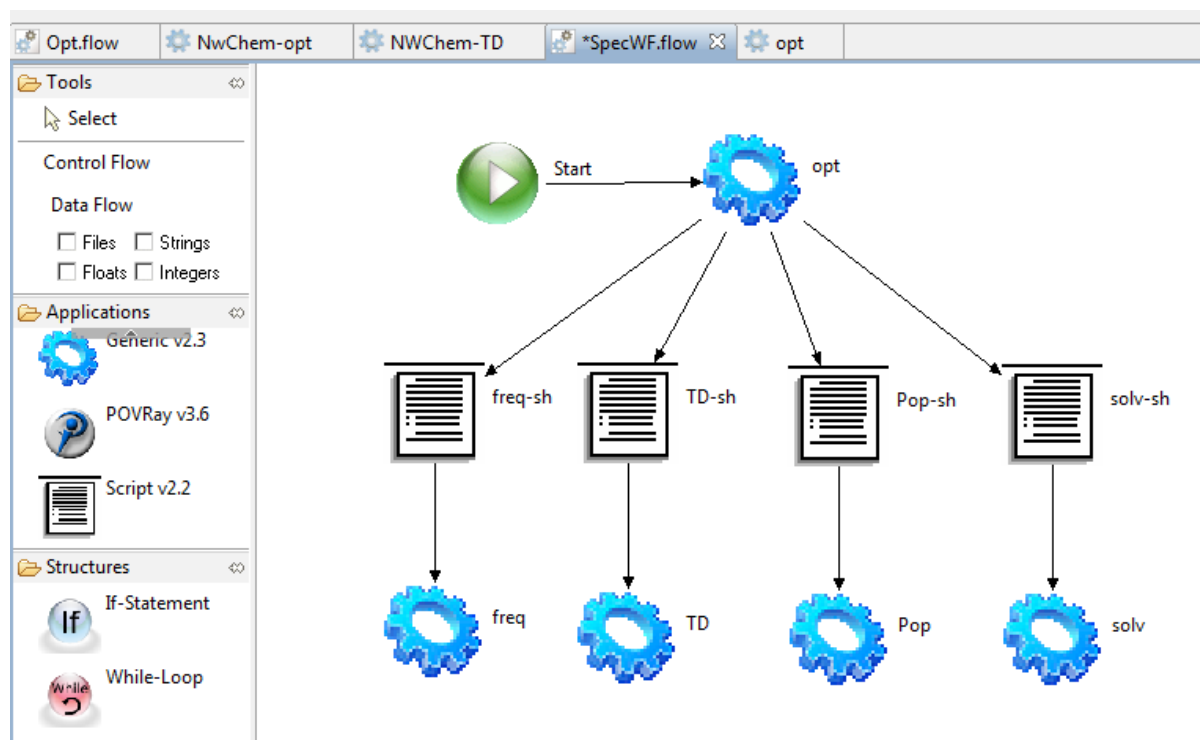 Opt.flow NwChem-opt NWChem-TD *SpecWF.flow opt
Tools
Select
Control Flow
Data Flow
Files Strings
Floats Integers
Applications
Generic v2.3
POVRay v3.6
Script v2.2
Structures
If
If-Statement
While
While-Loop
Start
opt
freq-sh
TD-sh
Pop-sh
solv-sh
freq
TD
Pop
solv